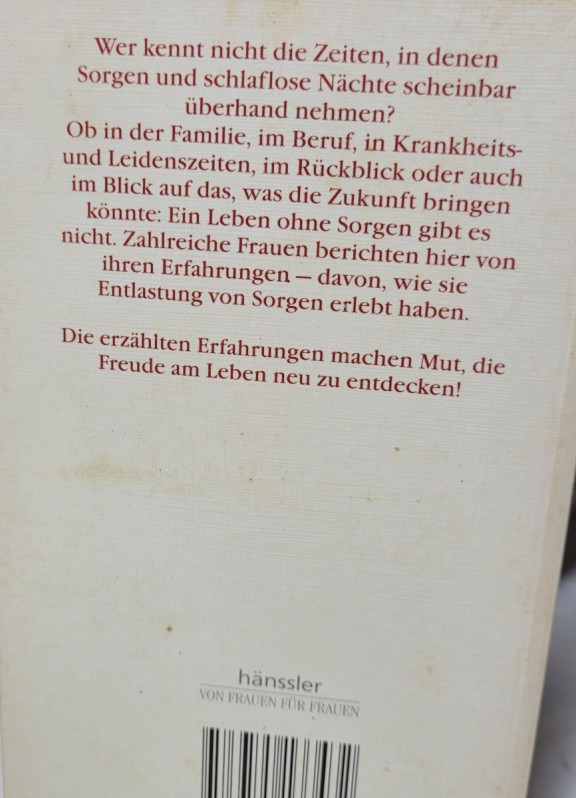 Wer kennt nicht die Zeiten, in denen
Sorgen und schlaflose Nächte scheinbar
überhand nehmen?
Ob in der Familie, im Beruf, in Krankheits-
und Leidenszeiten, im Rückblick oder auch
im Blick auf das, was die Zukunft bringen
könnte: Ein Leben ohne Sorgen gibt es
nicht. Zahlreiche Frauen berichten hier von
ihren Erfahrungen – davon, wie sie
Entlastung von Sorgen erlebt haben.
Die erzählten Erfahrungen machen Mut, die
Freude am Leben neu zu entdecken!
hänssler
VON FRAUEN FÜR FRAUEN